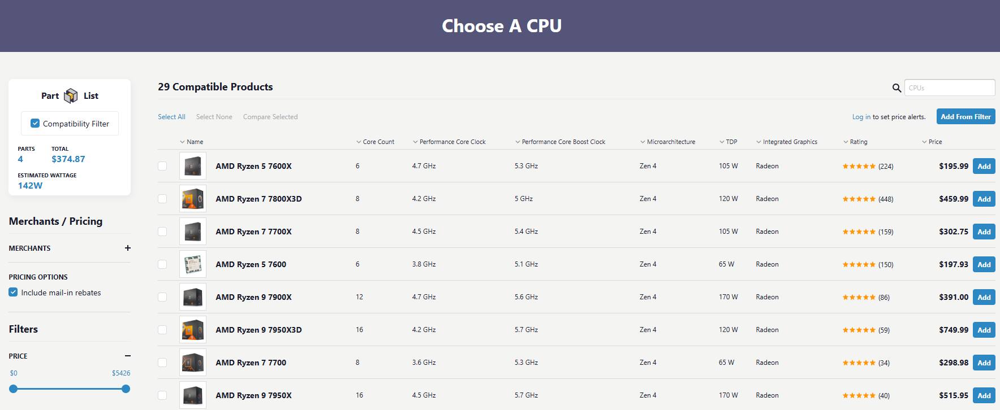 Choose A CPU
Part List
Compatibility Filter
PARTS TOTAL
4 $374.87
ESTIMATED WATTAGE
142W
Merchants / Pricing
MERCHANTS
PRICING OPTIONS
Include mail-in rebates
Filters
PRICE
$0 $5426
29 Compatible Products
CPUs
Select All Select None Compare Selected Log in to set price alerts. Add From Filter
Name Core Count Performance Core Clock Performance Core Boost Clock Microarchitecture TDP Integrated Graphics Rating Price
AMD Ryzen 5 7600X 6 4.7 GHz 5.3 GHz Zen 4 105 W Radeon (224) $195.99 Add
AMD Ryzen 7 7800X3D 8 4.2 GHz 5 GHz Zen 4 120 W Radeon (448) $459.99 Add
AMD Ryzen 7 7700X 8 4.5 GHz 5.4 GHz Zen 4 105 W Radeon (159) $302.75 Add
AMD Ryzen 5 7600 6 3.8 GHz 5.1 GHz Zen 4 65 W Radeon (150) $197.93 Add
AMD Ryzen 9 7900X 12 4.7 GHz 5.6 GHz Zen 4 170 W Radeon (86) $391.00 Add
AMD Ryzen 9 7950X3D 16 4.2 GHz 5.7 GHz Zen 4 120 W Radeon (59) $749.99 Add
AMD Ryzen 7 7700 8 3.6 GHz 5.3 GHz Zen 4 65 W Radeon (34) $298.98 Add
AMD Ryzen 9 7950X 16 4.5 GHz 5.7 GHz Zen 4 170 W Radeon (40) $515.95 Add